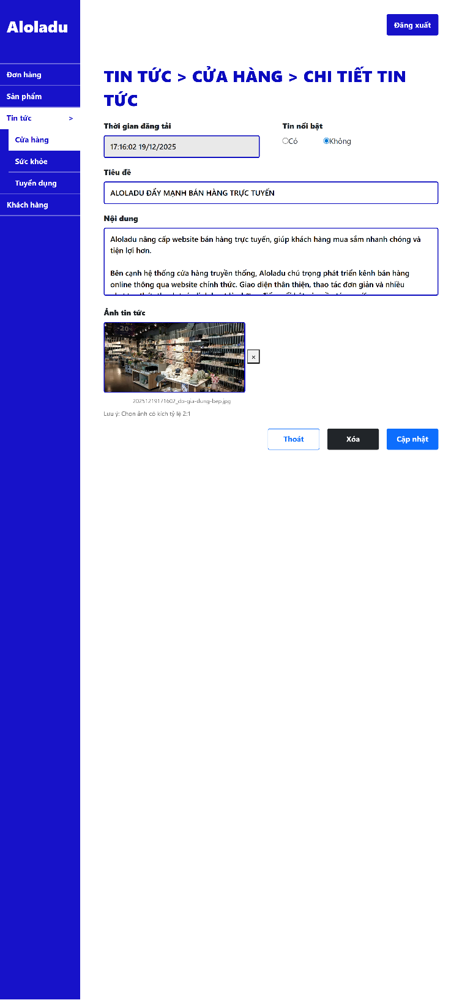 Aloladu
Đăng xuất
Đơn hàng
Sản phẩm
Tin tức >
Cửa hàng
Sức khỏe
Tuyển dụng
Khách hàng
TIN TỨC > CỬA HÀNG > CHI TIẾT TIN
TỨC
Thời gian đăng tải
Tin nổi bật
17:16:02 19/12/2025
Có
Không
Tiêu đề
ALOLADU ĐẨY MẠNH BÁN HÀNG TRỰC TUYẾN
Nội dung
Aloladu nâng cấp website bán hàng trực tuyến, giúp khách hàng mua sắm nhanh chóng và
tiện lợi hơn.
Bên cạnh hệ thống cửa hàng truyền thống, Aloladu chú trọng phát triển kênh bán hàng
online thông qua website chính thức. Giao diện thân thiện, thao tác đơn giản và nhiều
Ảnh tin tức
-20%
×
20251219171602_do-gia-dung-bep.jpg
Lưu ý: Chọn ảnh có kích tỷ lệ 2:1
Thoát
Xóa
Cập nhật